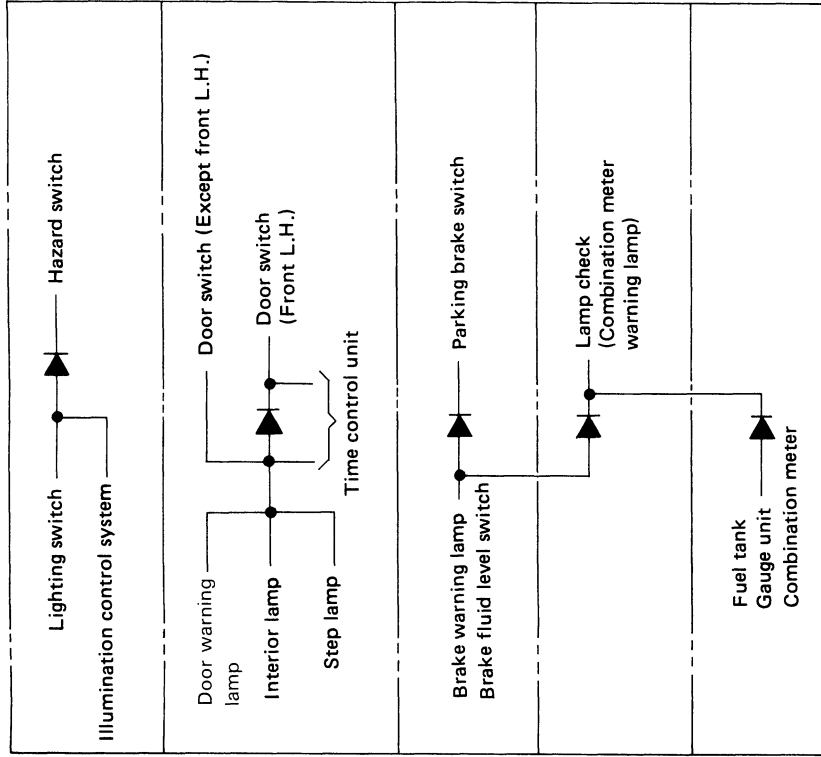 Lighting switch
Illumination control system
Hazard switch
Door warning
lamp
Interior lamp
Step lamp
Door switch (Except front L.H.)
Door switch
(Front L.H.)
Time control unit
Brake warning lamp
Brake fluid level switch
Parking brake switch
Lamp check
(Combination meter
warning lamp)
Fuel tank
Gauge unit
Combination meter